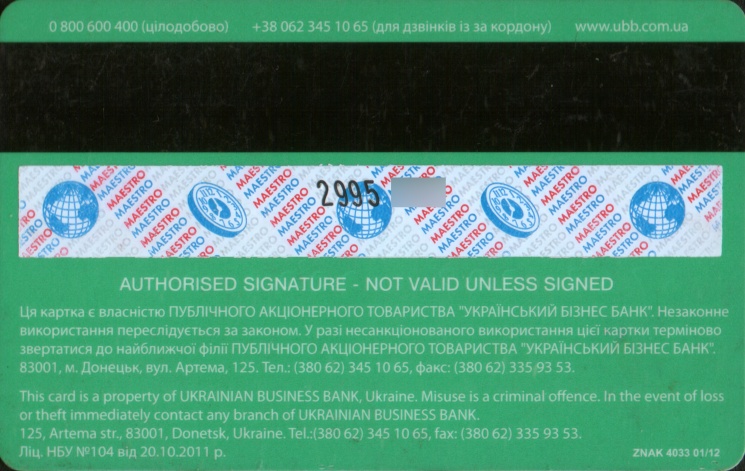 0 800 600 400 (цілодобово) +38 062 345 10 65 (для дзвінків із за кордону) www.ubb.com.ua
2995
MAESTRO MAESTRO MAESTRO MAESTRO MAESTRO MAESTRO
AUTHORISED SIGNATURE - NOT VALID UNLESS SIGNED
Ця картка є власністю ПУБЛІЧНОГО АКЦІОНЕРНОГО ТОВАРИСТВА "УКРАЇНСЬКИЙ БІЗНЕС БАНК". Незаконне
використання переслідується за законом. У разі несанкціонованого використання цієї картки терміново
звертатися до найближчої філії ПУБЛІЧНОГО АКЦІОНЕРНОГО ТОВАРИСТВА "УКРАЇНСЬКИЙ БІЗНЕС БАНК".
83001, м. Донецьк, вул. Артема, 125. Тел.: (380 62) 345 10 65, факс: (380 62) 335 93 53.
This card is a property of UKRAINIAN BUSINESS BANK, Ukraine. Misuse is a criminal offence. In the event of loss
or theft immediately contact any branch of UKRAINIAN BUSINESS BANK.
125, Artema str., 83001, Donetsk, Ukraine. Tel.:(380 62) 345 10 65, fax: (380 62) 335 93 53.
Ліц. НБУ №104 від 20.10.2011 р. ZNAK 4033 01/12